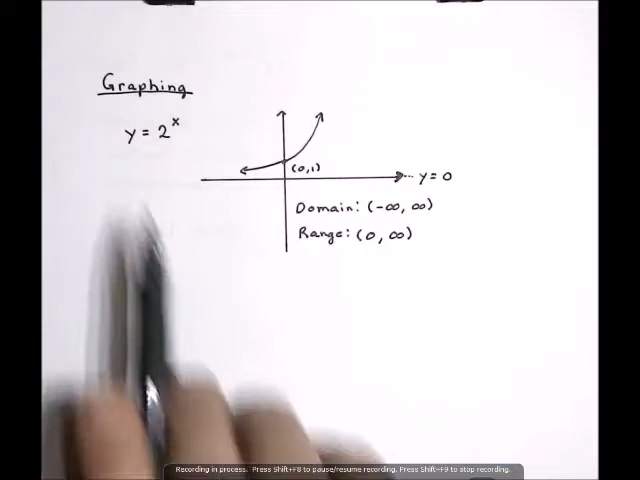 Graphing
y = 2^x
(0,1)
y = 0
Domain: (-∞, ∞)
Range: (0, ∞)
Recording in process. Press Shift+F8 to pause/resume recording, Press Shift+F9 to stop recording.